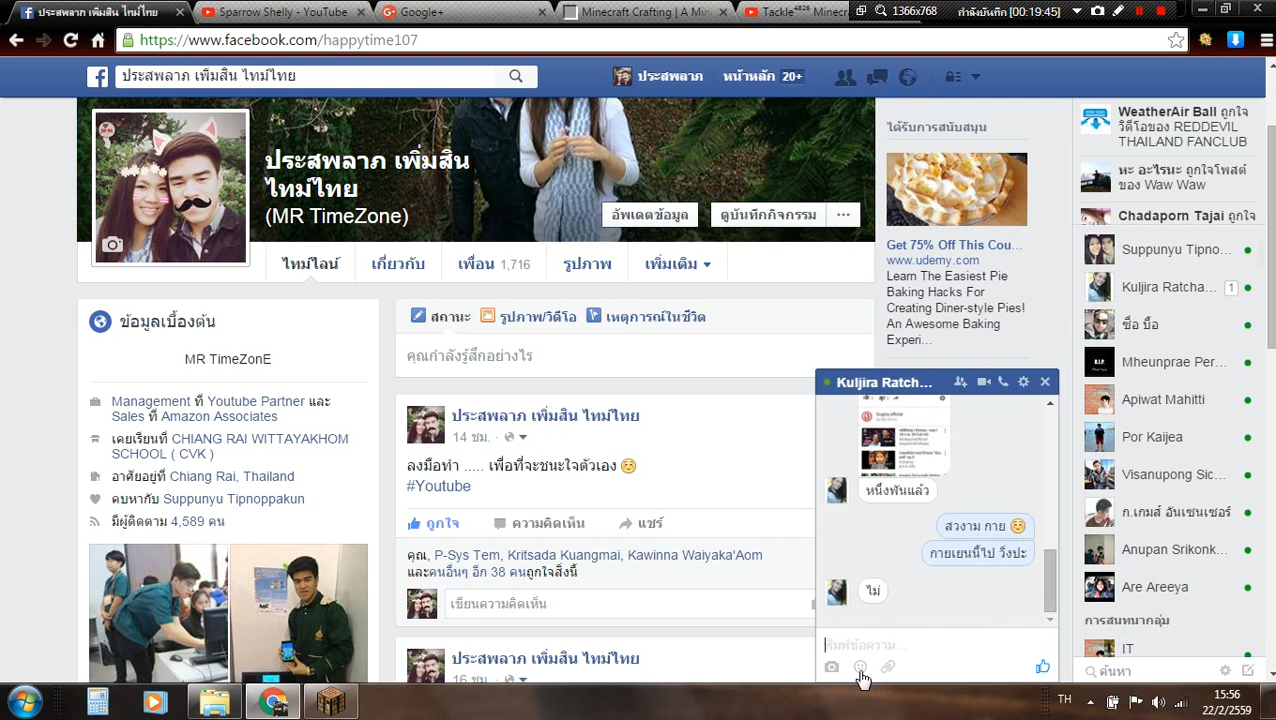 ประสพลาภ เพิ่มสิน ไทม์ไทย
Sparrow Shelly - YouTube
Google+
Minecraft Crafting | A Min
Tackle⁴⁸²⁶ Minecr
1366x768
กำลังบันทึก [00:19:45]
https://www.facebook.com/happytime107
ประสพลาภ เพิ่มสิน ไทม์ไทย
ประสพลาภ
หน้าหลัก 20+
ประสพลาภ เพิ่มสิน
ไทม์ไทย
(MR TimeZone)
อัพเดตข้อมูล
ดูบันทึกกิจกรรม
ไทม์ไลน์
เกี่ยวกับ
เพื่อน 1,716
รูปภาพ
เพิ่มเติม
ข้อมูลเบื้องต้น
MR TimeZonE
Management ที่ Youtube Partner และ
Sales ที่ Amazon Associates
เคยเรียนที่ CHIANG RAI WITTAYAKHOM
SCHOOL ( CVK )
อาศัยอยู่ที่ Chiang Rai, Thailand
คบหากับ Suppunyu Tipnoppakun
มีผู้ติดตาม 4,589 คน
สถานะ
รูปภาพ/วิดีโอ
เหตุการณ์ในชีวิต
คุณกำลังรู้สึกอย่างไร
ประสพลาภ เพิ่มสิน ไทม์ไทย
14 ชม.
ลงมือทำ ..... เพื่อที่จะชนะใจตัวเอง
#Youtube
ถูกใจ
ความคิดเห็น
แชร์
คุณ, P-Sys Tem, Kritsada Kuangmai, Kawinna Waiyaka'Aom
และคนอื่นๆ อีก 38 คนถูกใจสิ่งนี้
เขียนความคิดเห็น
ประสพลาภ เพิ่มสิน ไทม์ไทย
16 ชม.
ได้รับการสนับสนุน
Get 75% Off This Cou...
www.udemy.com
Learn The Easiest Pie
Baking Hacks For
Creating Diner-style Pies!
An Awesome Baking
Experi...
Kuljira Ratch...
หนึ่งพันแล้ว
สวงาม กาย
กายเยนนี้ไป วิ่งปะ
ไม่
พิมพ์ข้อความ...
WeatherAir Ball ถูกใจ
วิดีโอของ REDDEVIL
THAILAND FANCLUB
หะ อะไรนะ ถูกใจโพสต์
ของ Waw Waw
Chadaporn Tajai ถูกใจ
Suppunyu Tipno...
Kuljira Ratcha... 1
ชื่อ บื้อ
Mheunprae Per...
Apiwat Mahitti
Por Kaijea
Yosanupong Sic...
ก.เกมส์ อันเซนเซอร์
Anupan Srikonk...
Are Areeya
การสนทนากลุ่ม
IT
ค้นหา
TH
15:55
22/2/2559